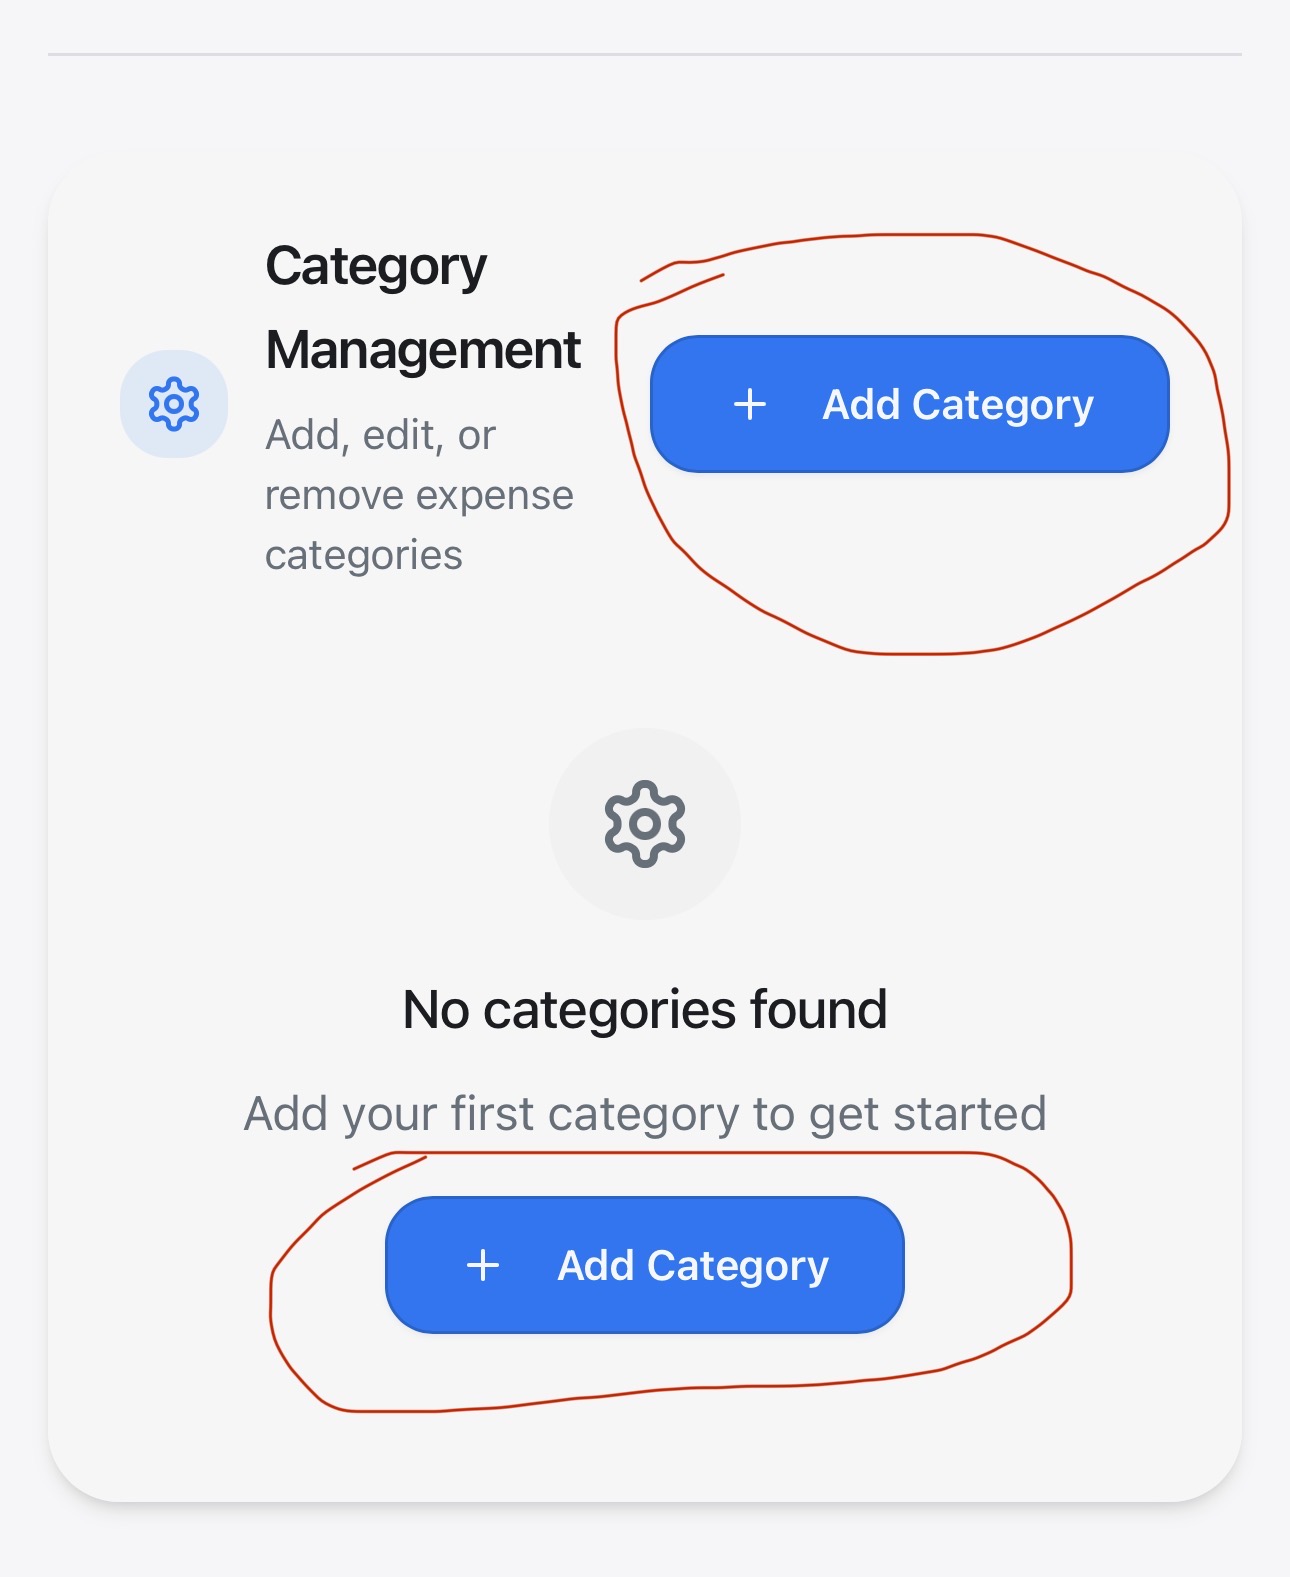 Category
Management
Add, edit, or
remove expense
categories
+ Add Category
No categories found
Add your first category to get started
+ Add Category